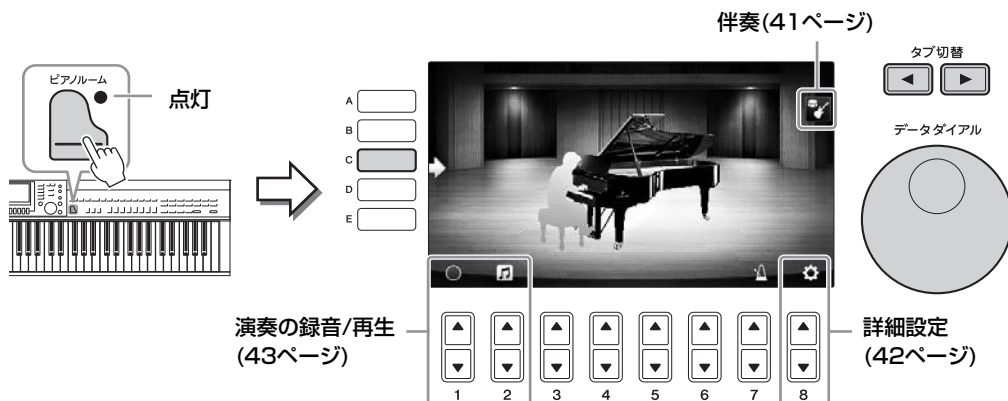 伴奏(41ページ)
タブ切替
ピアノルーム
点灯
A
B
C
D
E
データダイアル
演奏の録音/再生
(43ページ)
詳細設定
(42ページ)
1 2 3 4 5 6 7 8